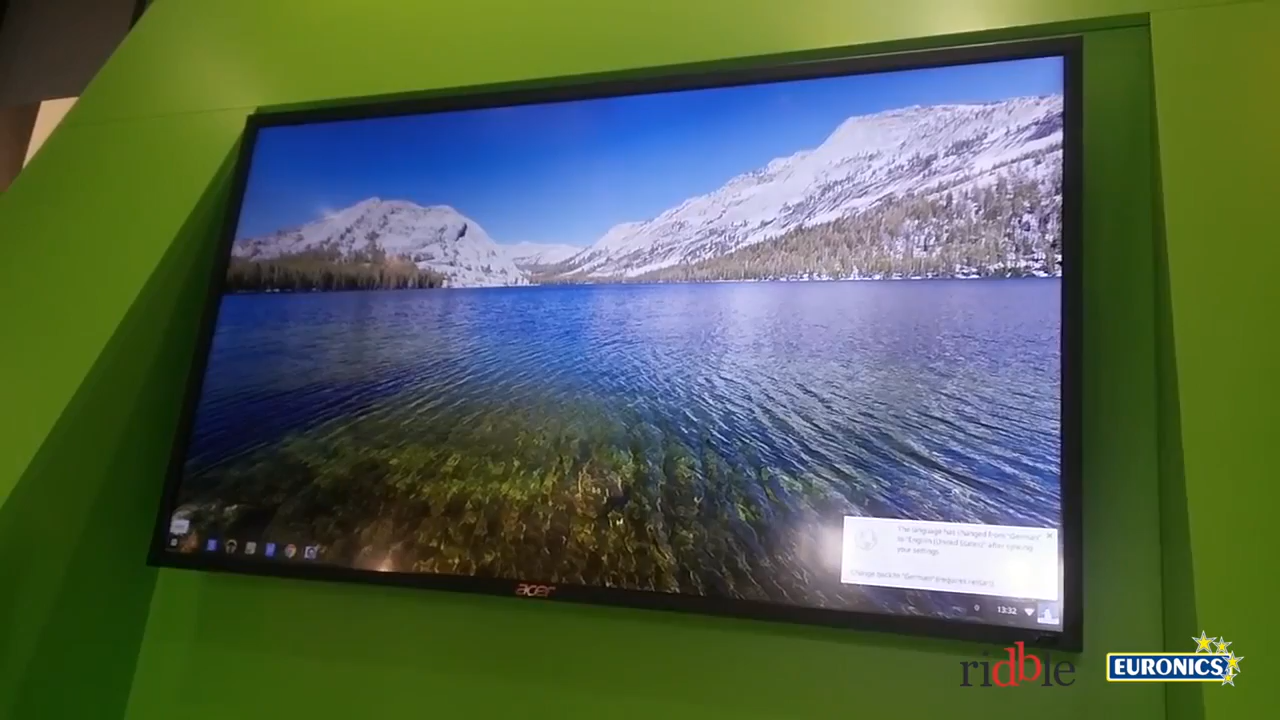 The language has changed from "German"
to "English (United States)" after syncing
your settings.
Change back to "German" (requires restart)
acer
0 13:32
ridble
EURONICS